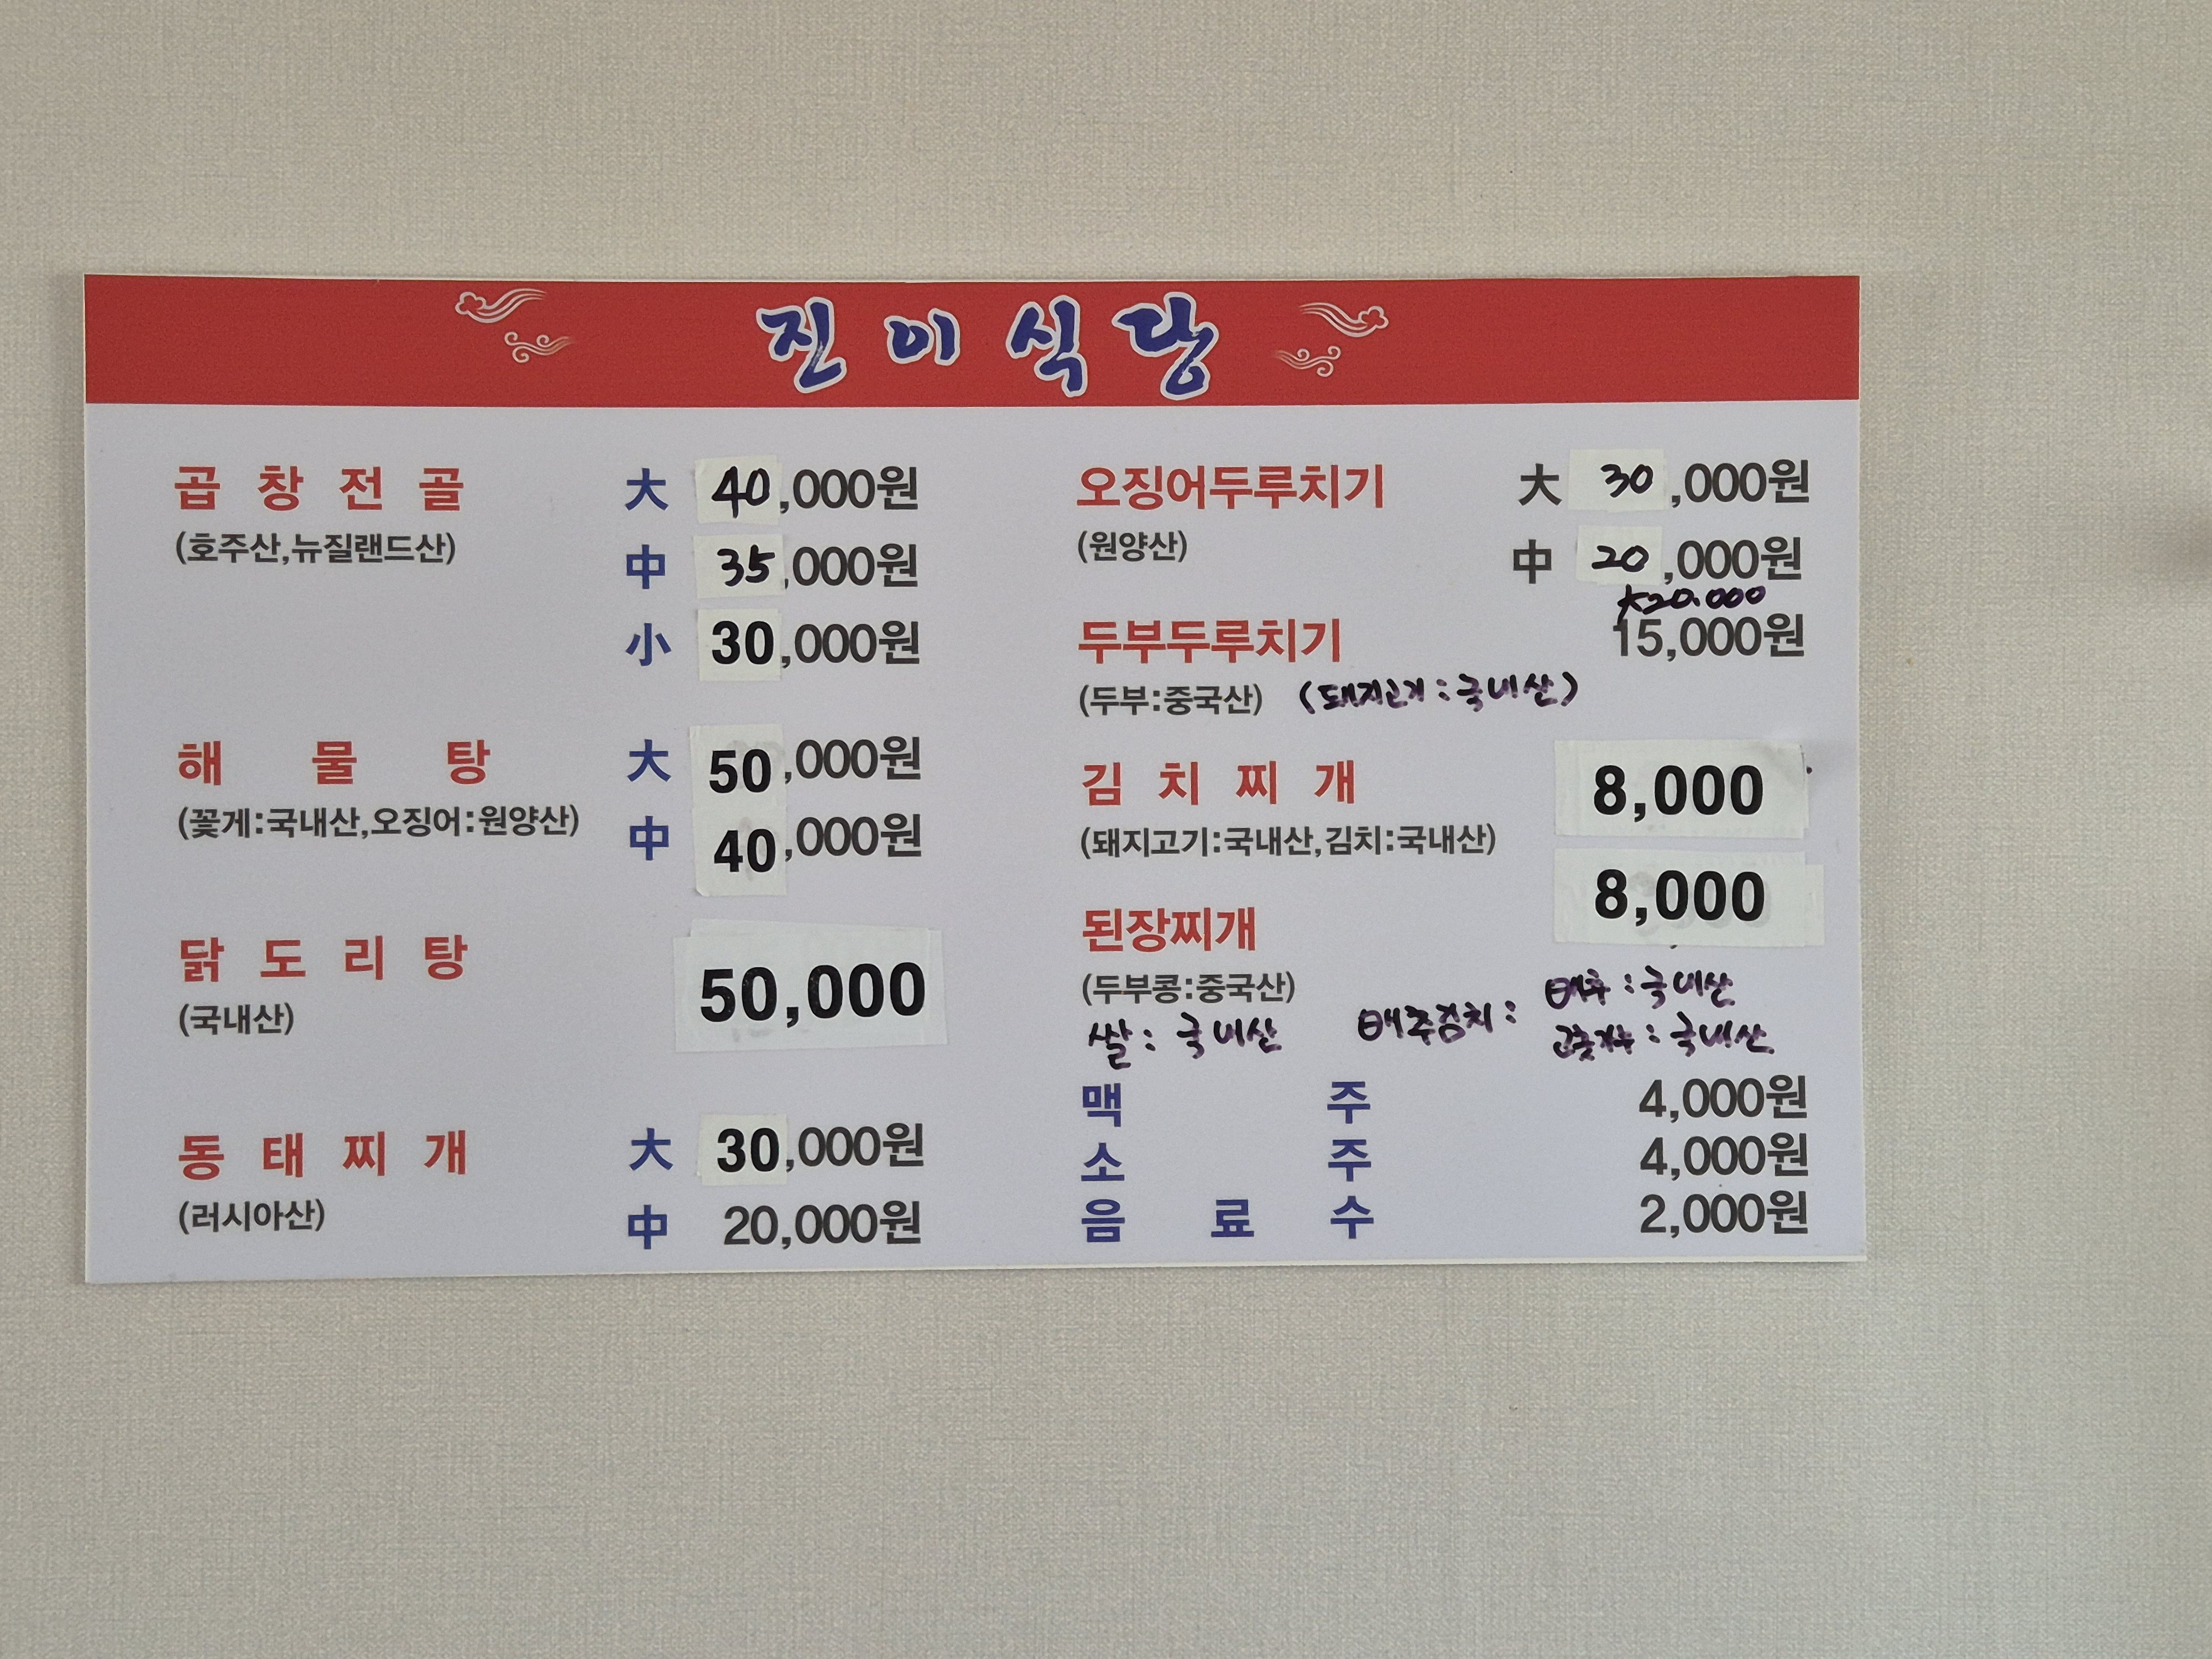 진이식당
곱창전골 大 40,000원
(호주산,뉴질랜드산) 中 35,000원
小 30,000원
해물탕 大 50,000원
(꽃게:국내산,오징어:원양산) 中 40,000원
닭도리탕 50,000
(국내산)
동태찌개 大 30,000원
(러시아산) 中 20,000원
오징어두루치기 大 30,000원
(원양산) 中 20,000원
20.000
두부두루치기 15,000원
(두부:중국산) (돼지고기:국내산)
김치찌개 8,000
(돼지고기:국내산,김치:국내산)
된장찌개 8,000
(두부콩:중국산) 배추:국내산
쌀:국내산 배추김치: 고춧가루:국내산
맥주 4,000원
소주 4,000원
음료수 2,000원